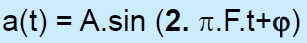 a(t) = A.sin (2. π.F.t+φ)